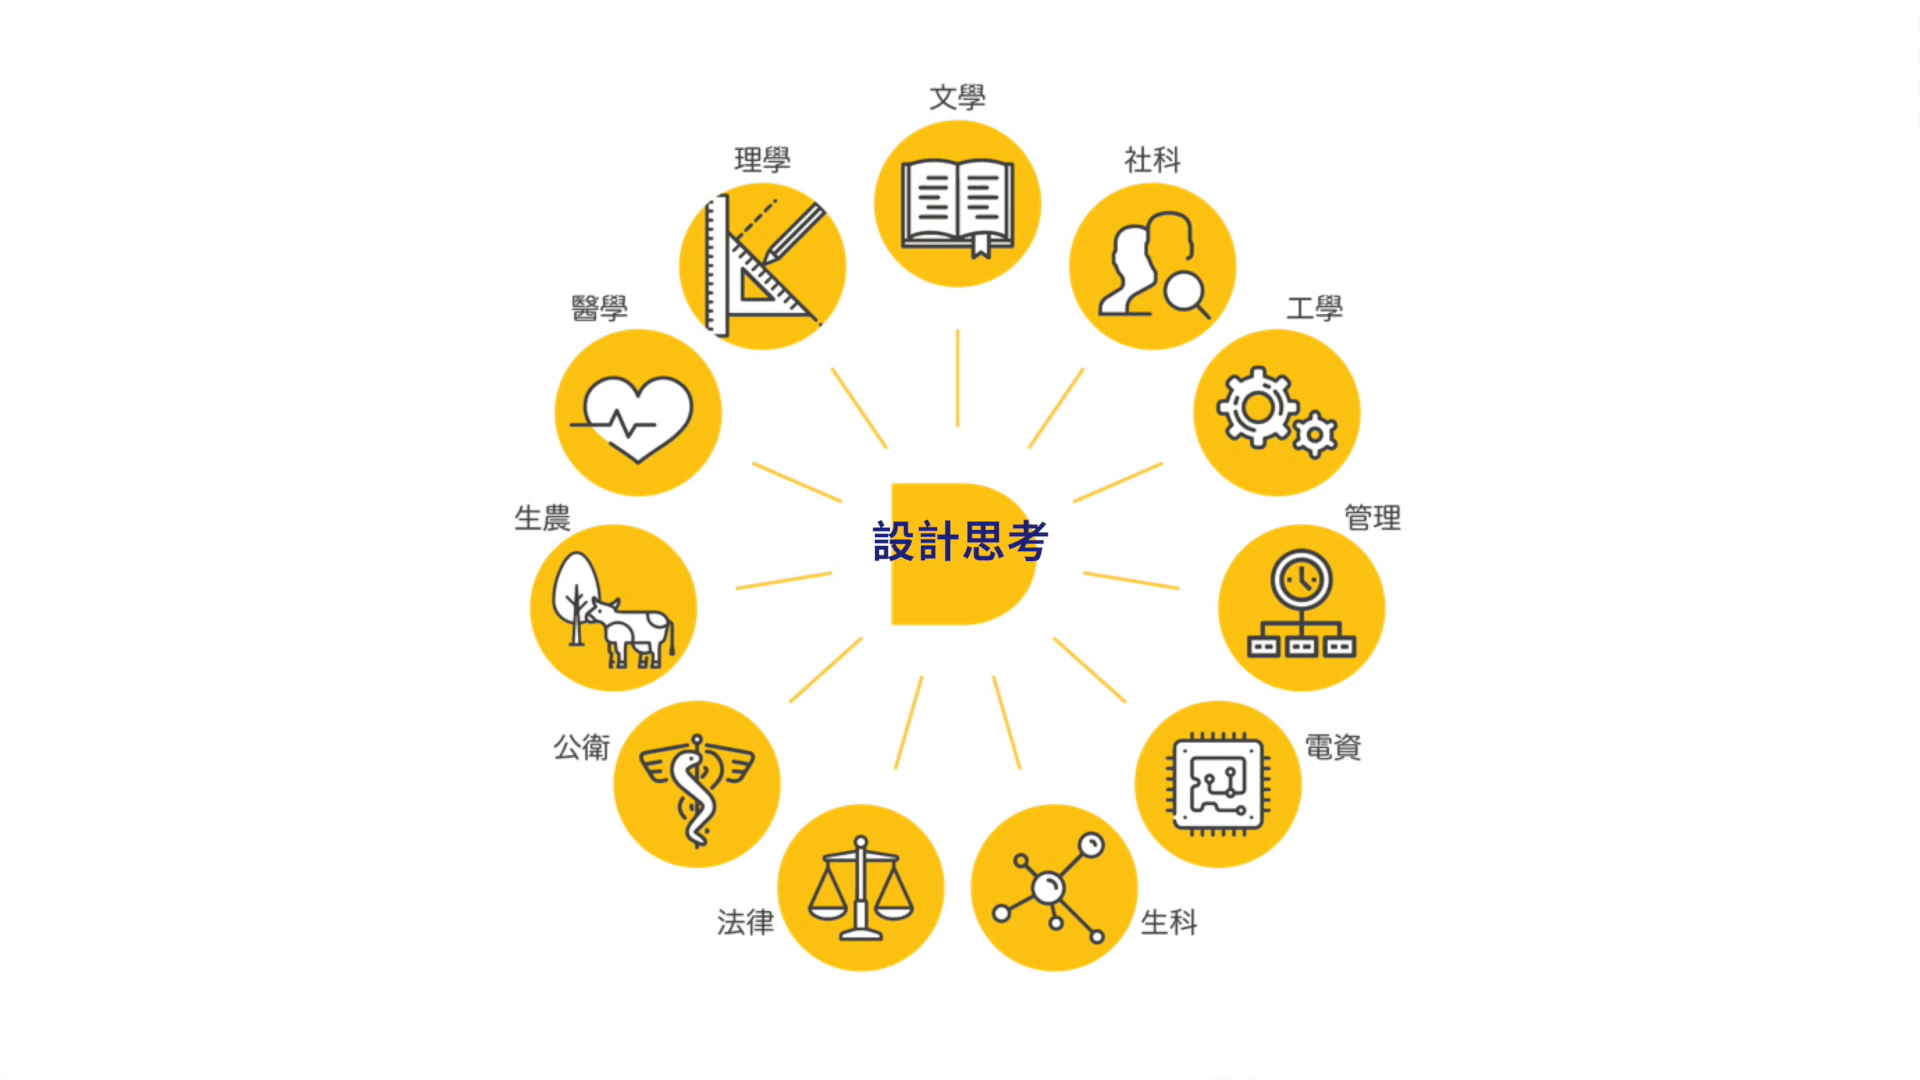 文學
理學
社科
醫學
工學
生農
設計思考
管理
公衛
電資
法律
生科